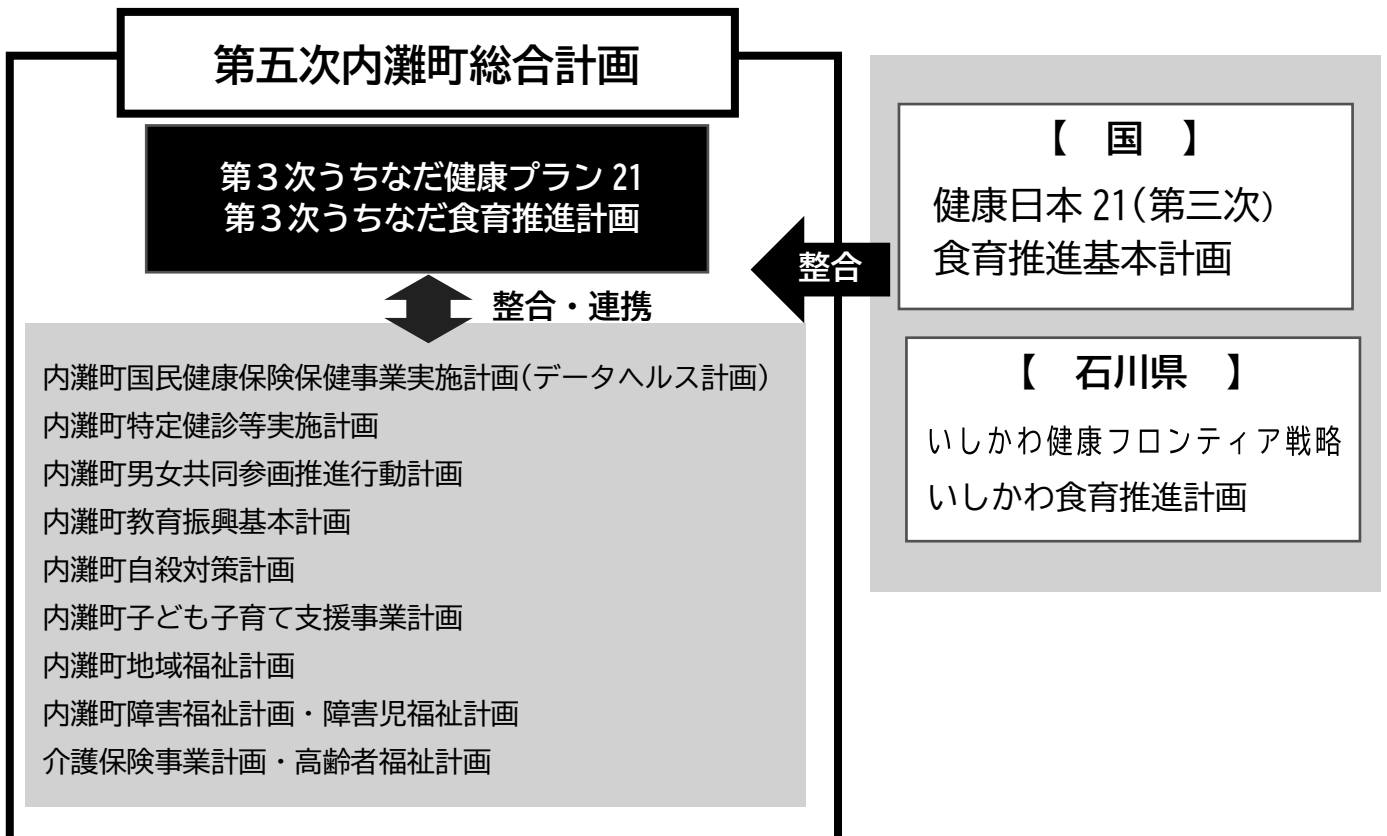 第五次内灘町総合計画
第３次うちなだ健康プラン 21
第３次うちなだ食育推進計画
整合・連携
内灘町国民健康保険保健事業実施計画(データヘルス計画)
内灘町特定健診等実施計画
内灘町男女共同参画推進行動計画
内灘町教育振興基本計画
内灘町自殺対策計画
内灘町子ども子育て支援事業計画
内灘町地域福祉計画
内灘町障害福祉計画・障害児福祉計画
介護保険事業計画・高齢者福祉計画
整合
【 国 】
健康日本 21(第三次)
食育推進基本計画
【 石川県 】
いしかわ健康フロンティア戦略
いしかわ食育推進計画